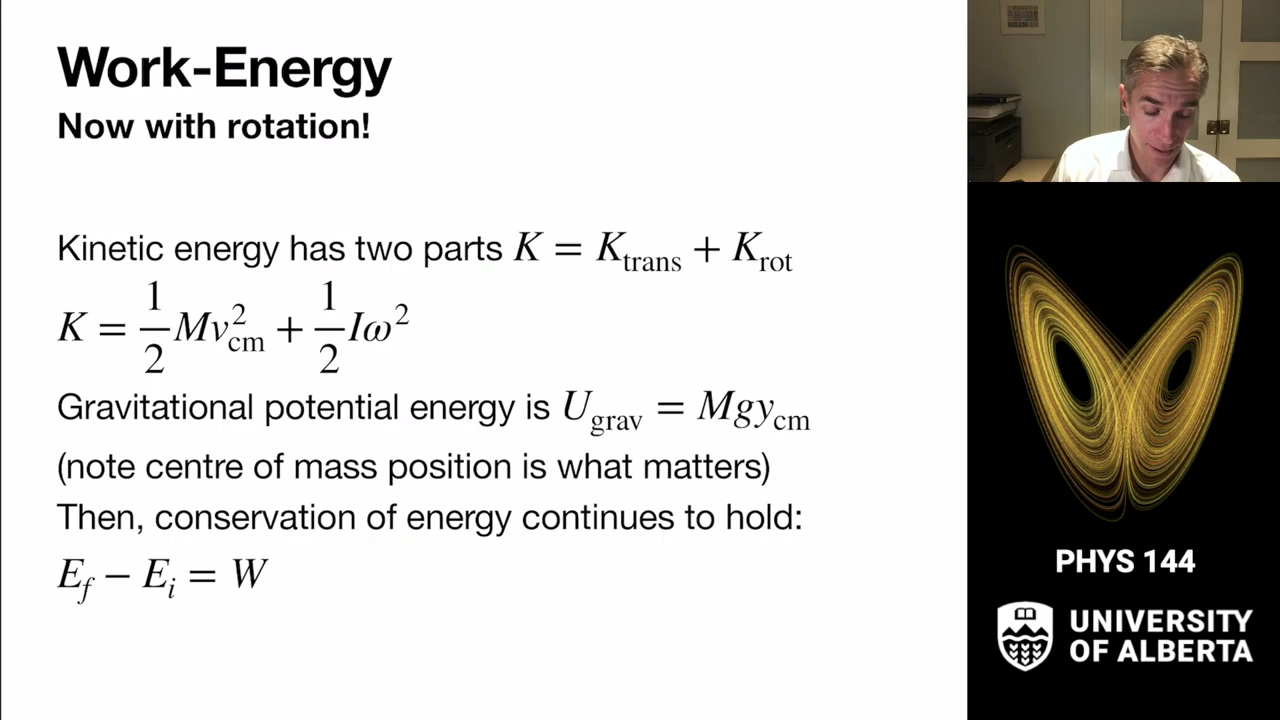 Work-Energy
Now with rotation!
Kinetic energy has two parts K = K_trans + K_rot
K = 1/2 Mv_cm^2 + 1/2 Iω^2
Gravitational potential energy is U_grav = Mgy_cm
(note centre of mass position is what matters)
Then, conservation of energy continues to hold:
E_f − E_i = W
PHYS 144
UNIVERSITY
OF ALBERTA